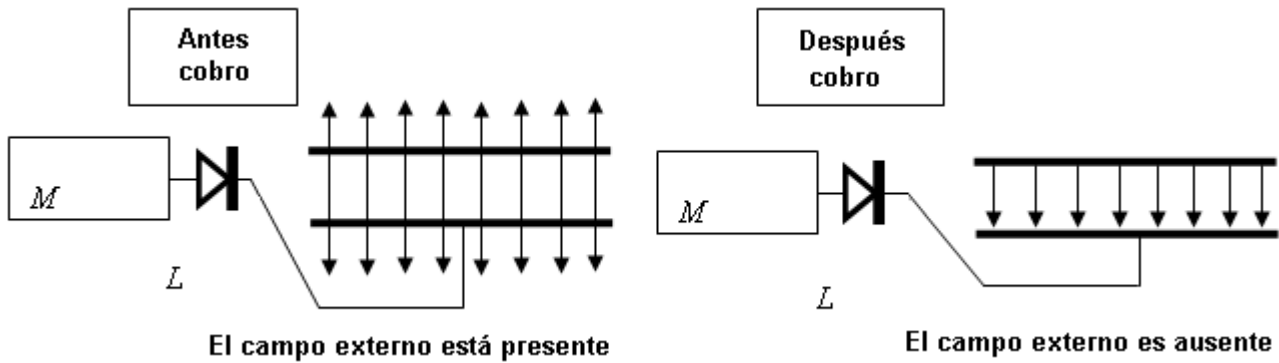 Antes
cobro
M
L
El campo externo está presente
Después
cobro
M
L
El campo externo es ausente